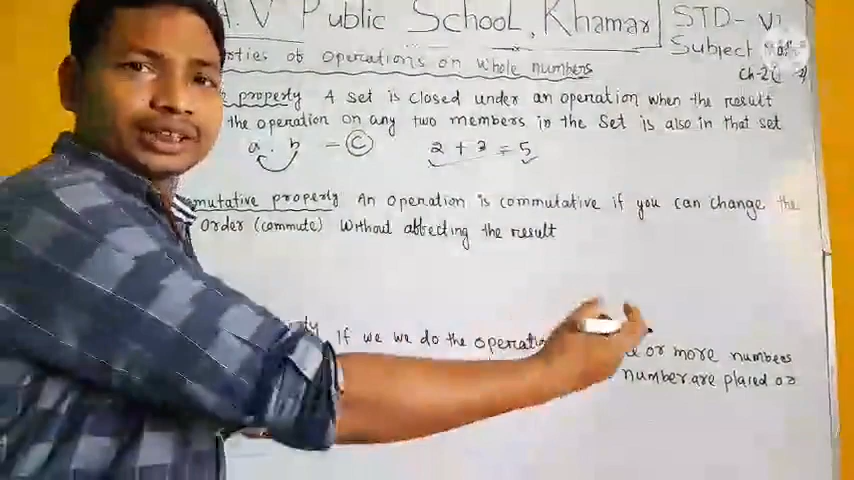 A.V Public School, Khamar STD- VI
Subject
Ch-2(
rties of Operations on whole numbers
property A set is closed under an operation when the result
the operation on any two members in the set is also in that set
a . b = C 2 + 3 = 5
mutative property An operation is commutative if you can change the
Order (commute) Without affecting the result
If we we do the operati
or more numbers
number are placed or